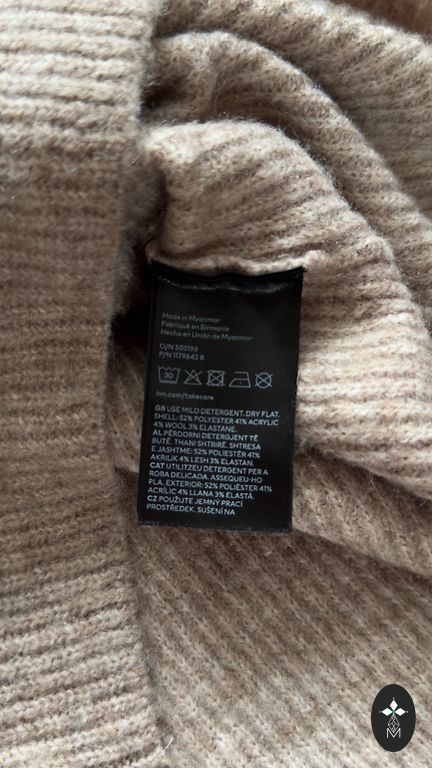 Made in Myanmar
Fabriqué en Birmanie
Hecho en Unión de Myanmar
O/N 503196
P/N 1179642 8
30
hm.com/takecare
GB USE MILD DETERGENT. DRY FLAT.
SHELL: 52% POLYESTER 41% ACRYLIC
4% WOOL 3% ELASTANE.
AL PËRDORNI DETERGJENT TË
BUTË. THANI SHTRIRË. SHTRESA
E JASHTME: 52% POLIESTËR 41%
AKRILIK 4% LESH 3% ELASTAN.
CAT UTILITZEU DETERGENT PER A
ROBA DELICADA. ASSEQUEU-HO
PLA. EXTERIOR: 52% POLIÈSTER 41%
ACRÍLIC 4% LLANA 3% ELASTÀ.
CZ POUŽIJTE JEMNÝ PRACÍ
PROSTŘEDEK. SUŠENÍ NA
M